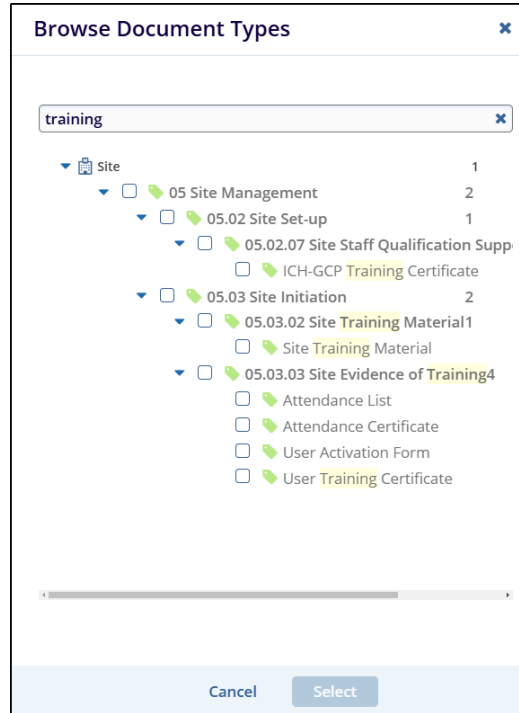 Browse Document Types
training
Site 1
05 Site Management 2
05.02 Site Set-up 1
05.02.07 Site Staff Qualification Supp
ICH-GCP Training Certificate
05.03 Site Initiation 2
05.03.02 Site Training Material1
Site Training Material
05.03.03 Site Evidence of Training4
Attendance List
Attendance Certificate
User Activation Form
User Training Certificate
Cancel Select